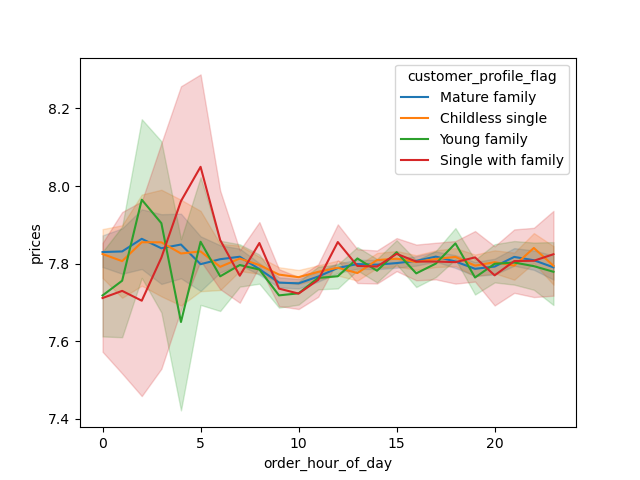 customer_profile_flag
Mature family
Childless single
Young family
Single with family
8.2
8.0
7.8
7.6
7.4
prices
0
5
10
15
20
order_hour_of_day